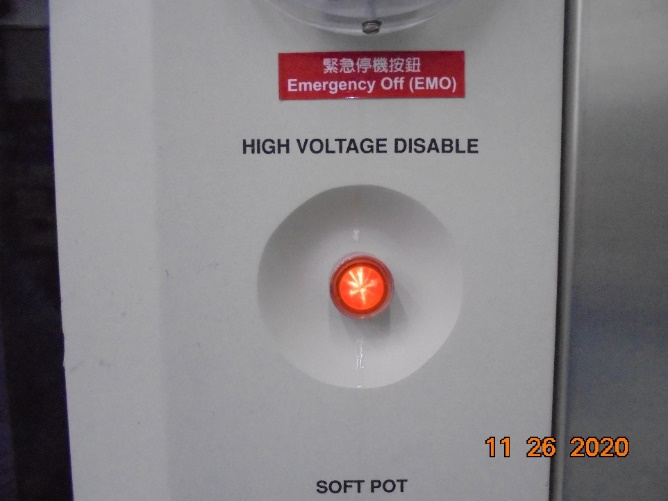 緊急停機按鈕
Emergency Off (EMO)
HIGH VOLTAGE DISABLE
11 26 2020
SOFT POT